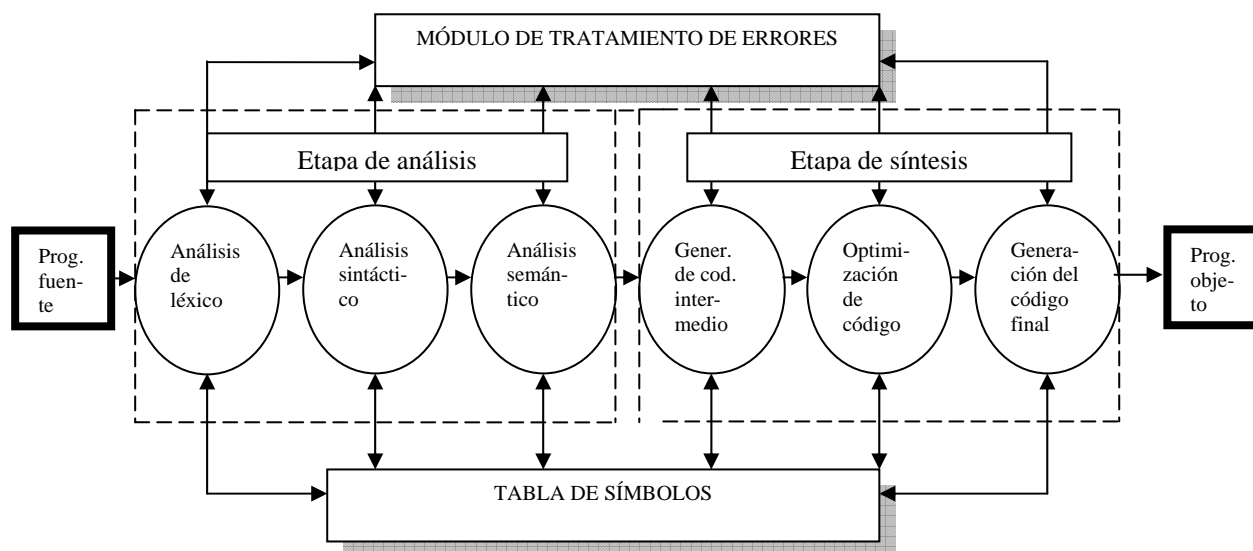 MÓDULO DE TRATAMIENTO DE ERRORES
Etapa de análisis
Etapa de síntesis
Prog.
fuen-
te
Análisis
de
léxico
Análisis
sintácti-
co
Análisis
semán-
tico
Gener.
de cod.
inter-
medio
Optimi-
zación
de
código
Genera-
ción del
código
final
Prog.
obje-
to
TABLA DE SÍMBOLOS